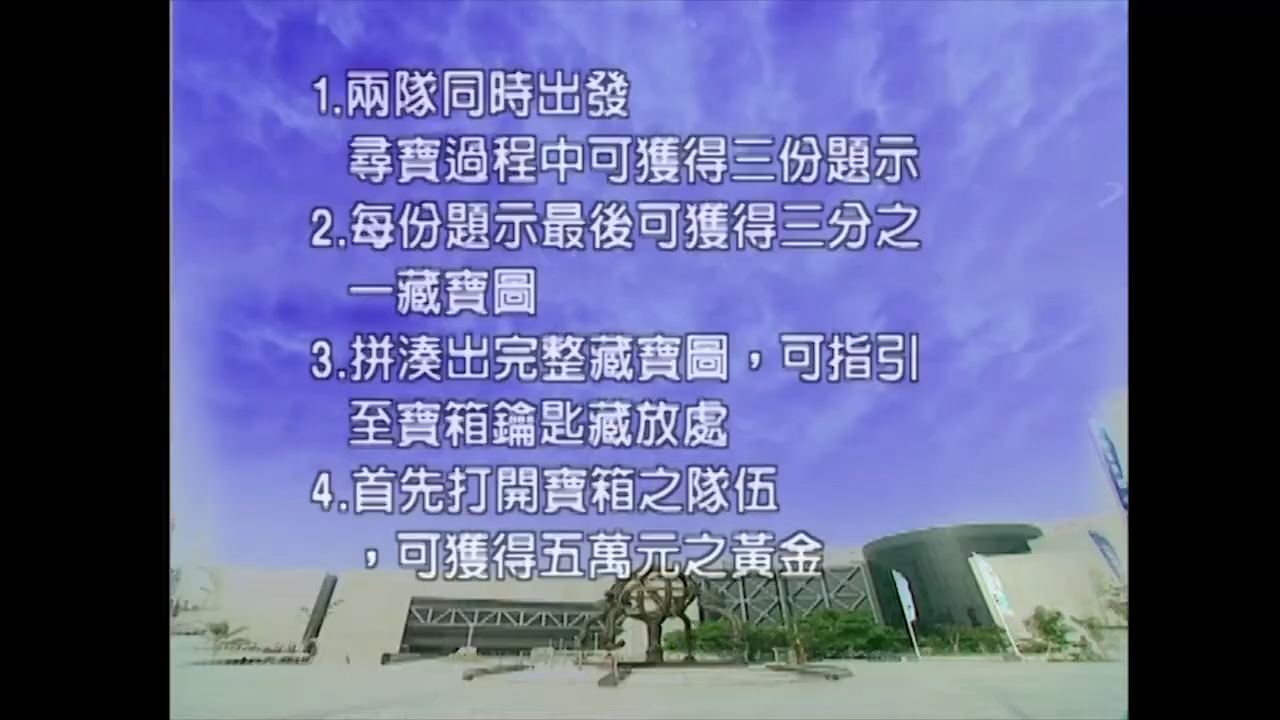 1.兩隊同時出發
尋寶過程中可獲得三份題示
2.每份題示最後可獲得三分之
一藏寶圖
3.拼湊出完整藏寶圖，可指引
至寶箱鑰匙藏放處
4.首先打開寶箱之隊伍
，可獲得五萬元之黃金